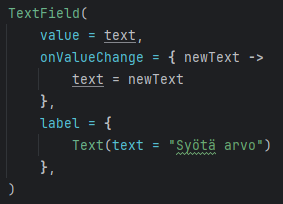 TextField(
    value = text,
    onValueChange = { newText ->
        text = newText
    },
    label = {
        Text(text = "Syötä arvo")
    },
)